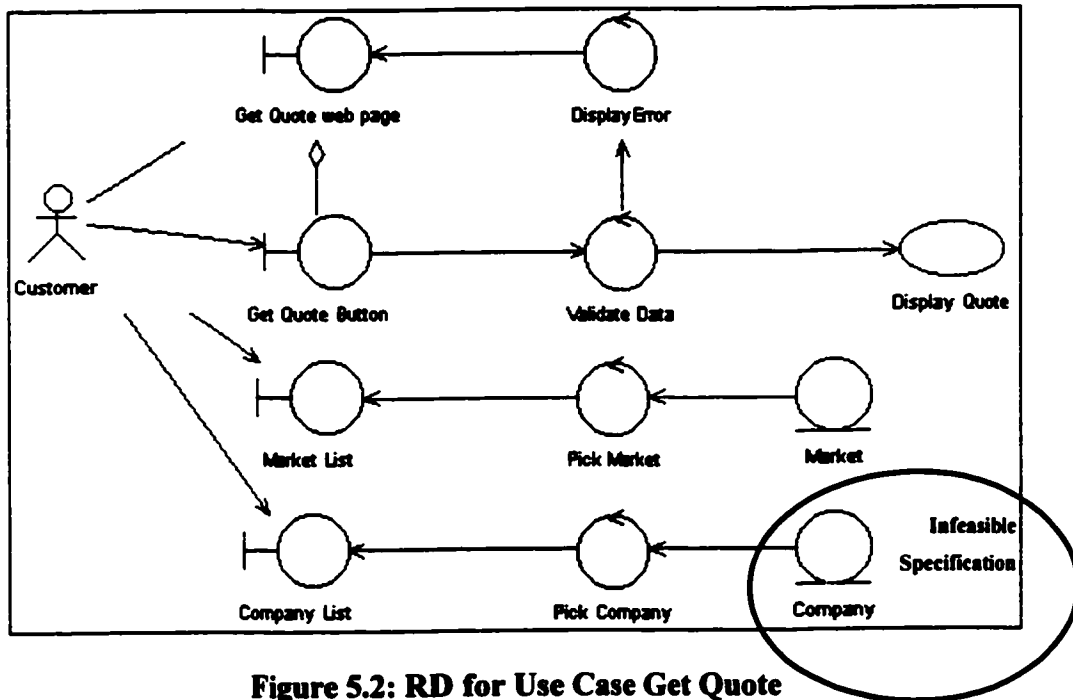 Get Quote web page
Display Error
Customer
Get Quote Button
Validate Data
Display Quote
Market List
Pick Market
Market
Infeasible
Specification
Company List
Pick Company
Company
Figure 5.2: RD for Use Case Get Quote